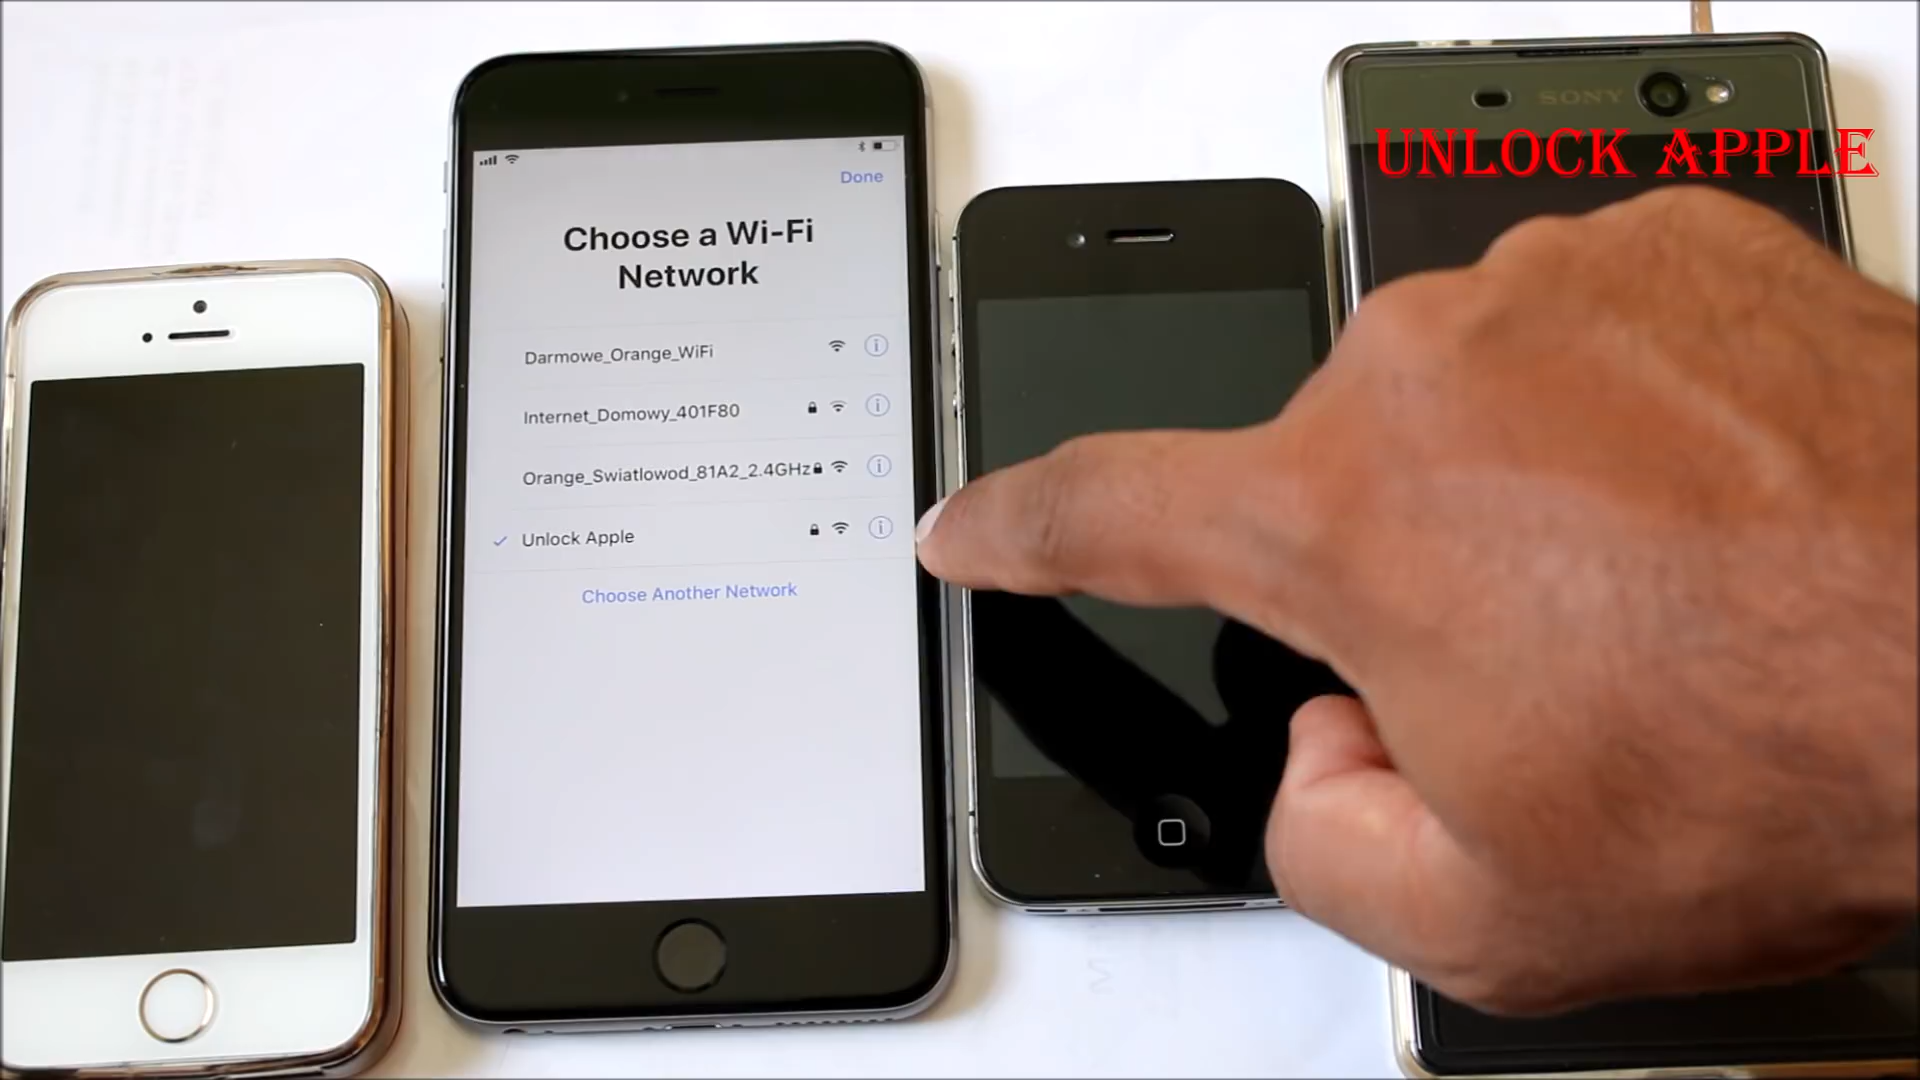 SONY
UNLOCK APPLE
Done
Choose a Wi-Fi
Network
Darmowe_Orange_WiFi
Internet_Domowy_401F80
Orange_Swiatlowod_81A2_2.4GHz
Unlock Apple
Choose Another Network